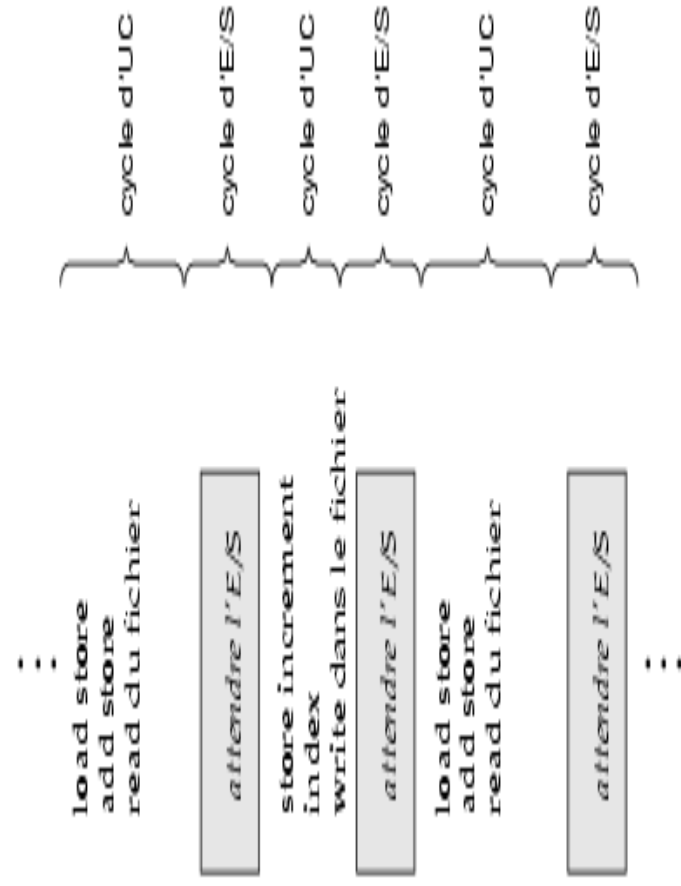 load store
add store
read du fichier
cycle d'UC
attendre l'E/S
cycle d'E/S
store increment
index
write dans le fichier
cycle d'UC
attendre l'E/S
cycle d'E/S
load store
add store
read du fichier
cycle d'UC
attendre l'E/S
cycle d'E/S